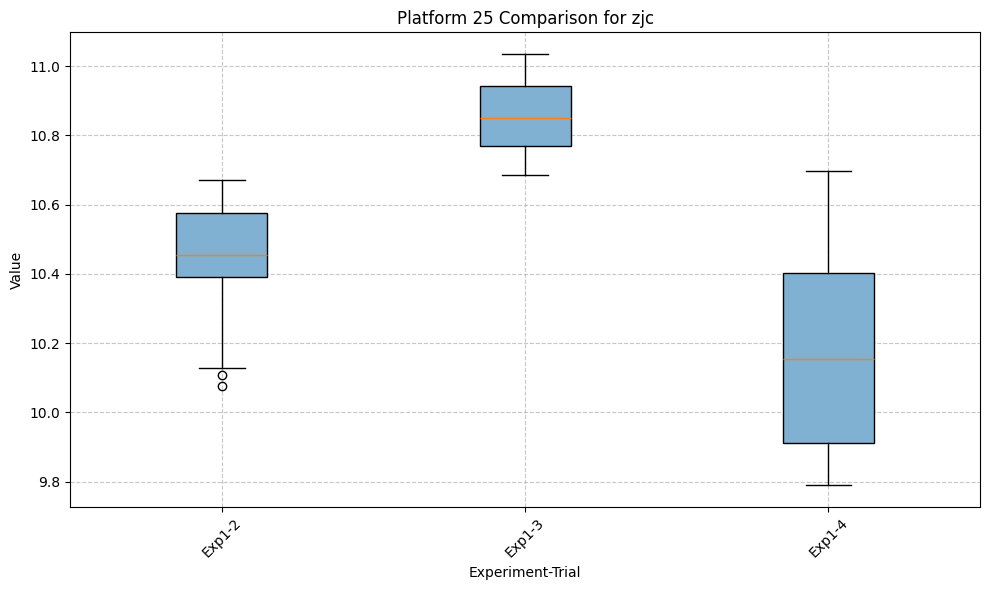 Platform 25 Comparison for zjc
Value
11.0
10.8
10.6
10.4
10.2
10.0
9.8
Exp1-2
Exp1-3
Exp1-4
Experiment-Trial